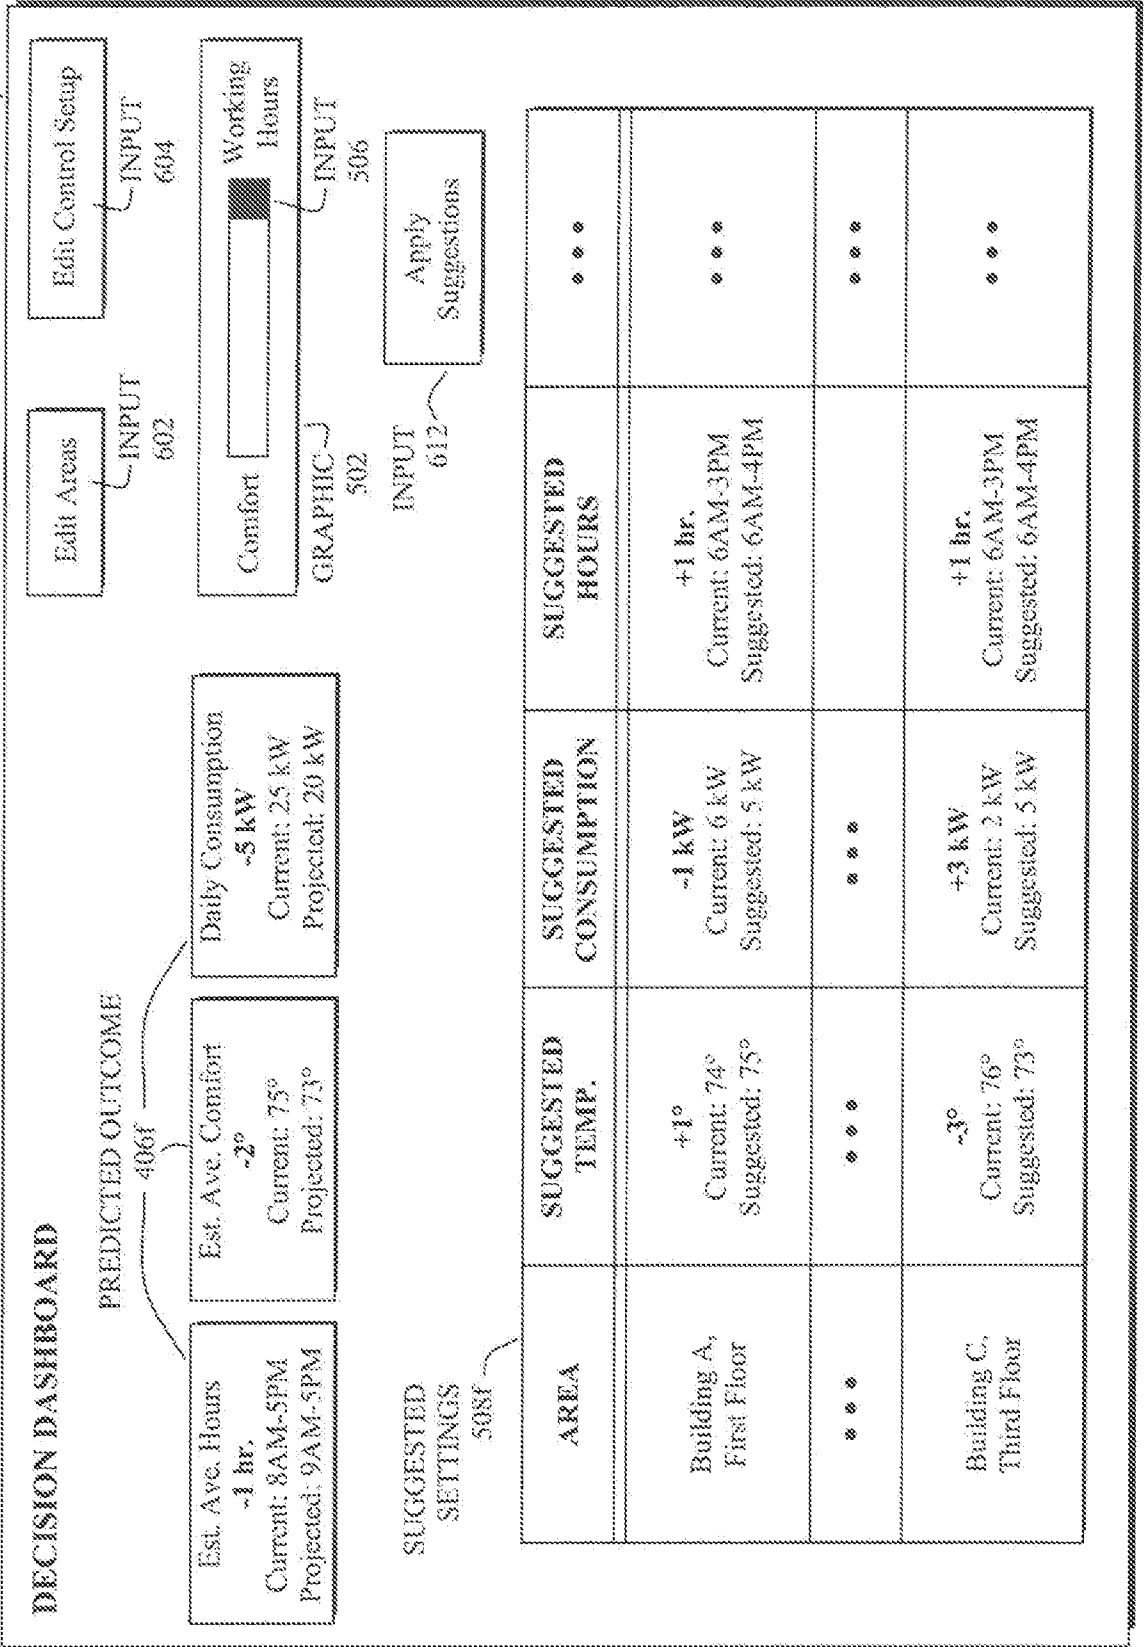 DECISION DASHBOARD
Edit Areas
INPUT
602
Edit Control Setup
INPUT
604
PREDICTED OUTCOME
406f
Est. Ave. Hours
-1 hr.
Current: 8AM-5PM
Projected: 9AM-5PM
Est. Ave. Comfort
-2°
Current: 75°
Projected: 73°
Daily Consumption
-5 kW
Current: 25 kW
Projected: 20 kW
Comfort
Working
Hours
GRAPHIC
502
INPUT
506
INPUT
612
Apply
Suggestions
SUGGESTED
SETTINGS
508f
AREA
SUGGESTED
TEMP.
SUGGESTED
CONSUMPTION
SUGGESTED
HOURS
• • •
Building A,
First Floor
+1°
Current: 74°
Suggested: 75°
-1 kW
Current: 6 kW
Suggested: 5 kW
+1 hr.
Current: 6AM-3PM
Suggested: 6AM-4PM
• • •
• • •
• • •
• • •
• • •
Building C,
Third Floor
-3°
Current: 76°
Suggested: 73°
+3 kW
Current: 2 kW
Suggested: 5 kW
+1 hr.
Current: 6AM-3PM
Suggested: 6AM-4PM
• • •